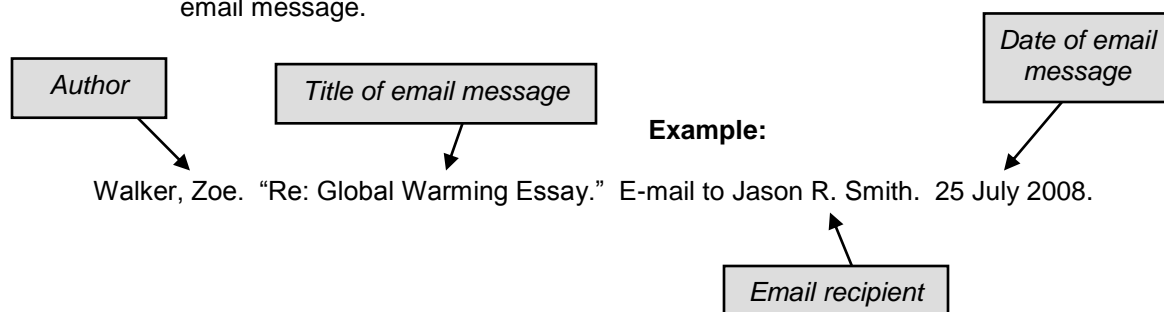 email message.
Date of email
message
Author
Title of email message
Example:
Walker, Zoe.  “Re: Global Warming Essay.”  E-mail to Jason R. Smith.  25 July 2008.
Email recipient